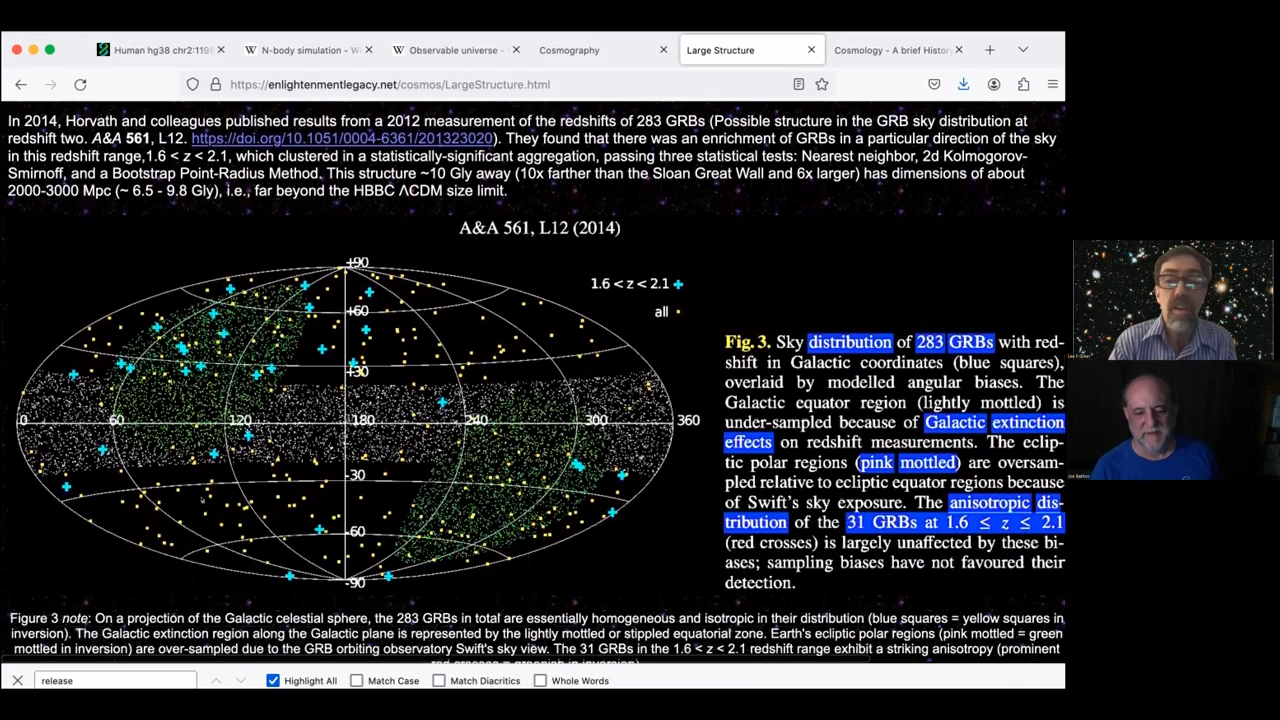 Human hg38 chr2:119
N-body simulation - Wi
Observable universe -
Cosmography
Large Structure
Cosmology - A brief Histor
https://enlightenmentlegacy.net/cosmos/LargeStructure.html
In 2014, Horvath and colleagues published results from a 2012 measurement of the redshifts of 283 GRBs (Possible structure in the GRB sky distribution at
redshift two. A&A 561, L12. https://doi.org/10.1051/0004-6361/201323020). They found that there was an enrichment of GRBs in a particular direction of the sky
in this redshift range,1.6 < z < 2.1, which clustered in a statistically-significant aggregation, passing three statistical tests: Nearest neighbor, 2d Kolmogorov-
Smirnoff, and a Bootstrap Point-Radius Method. This structure ~10 Gly away (10x farther than the Sloan Great Wall and 6x larger) has dimensions of about
2000-3000 Mpc (~ 6.5 - 9.8 Gly), i.e., far beyond the HBBC ΛCDM size limit.
A&A 561, L12 (2014)
+90
1.6 < z < 2.1
+60
all
+30
0 60 120 180 240 300 360
-30
-60
-90
Fig. 3. Sky distribution of 283 GRBs with red-
shift in Galactic coordinates (blue squares),
overlaid by modelled angular biases. The
Galactic equator region (lightly mottled) is
under-sampled because of Galactic extinction
effects on redshift measurements. The eclip-
tic polar regions (pink mottled) are oversam-
pled relative to ecliptic equator regions because
of Swift's sky exposure. The anisotropic dis-
tribution of the 31 GRBs at 1.6 ≤ z ≤ 2.1
(red crosses) is largely unaffected by these bi-
ases; sampling biases have not favoured their
detection.
Figure 3 note: On a projection of the Galactic celestial sphere, the 283 GRBs in total are essentially homogeneous and isotropic in their distribution (blue squares = yellow squares in
inversion). The Galactic extinction region along the Galactic plane is represented by the lightly mottled or stippled equatorial zone. Earth's ecliptic polar regions (pink mottled = green
mottled in inversion) are over-sampled due to the GRB orbiting observatory Swift's sky view. The 31 GRBs in the 1.6 < z < 2.1 redshift range exhibit a striking anisotropy (prominent
release
Highlight All
Match Case
Match Diacritics
Whole Words